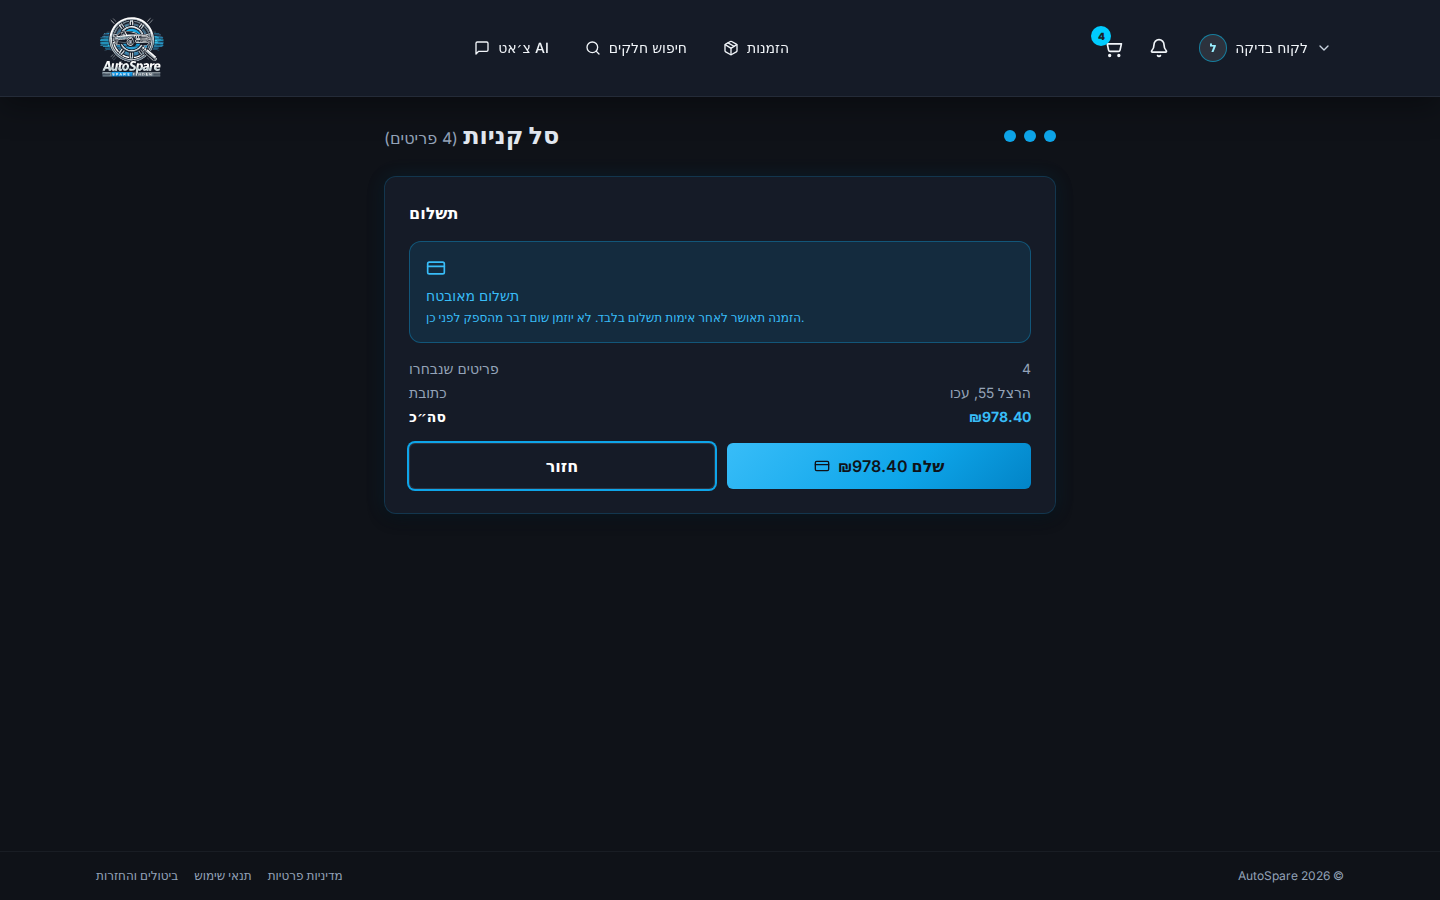 AutoSpare
צ׳אט AI
חיפוש חלקים
הזמנות
4
ל
לקוח בדיקה
סל קניות (4 פריטים)
תשלום
תשלום מאובטח
הזמנה תאושר לאחר אימות תשלום בלבד. לא יוזמן שום דבר מהספק לפני כן.
פריטים שנבחרו 4
כתובת הרצל 55, עכו
סה״כ ₪978.40
חזור
שלם ₪978.40
ביטולים והחזרות
תנאי שימוש
מדיניות פרטיות
© 2026 AutoSpare